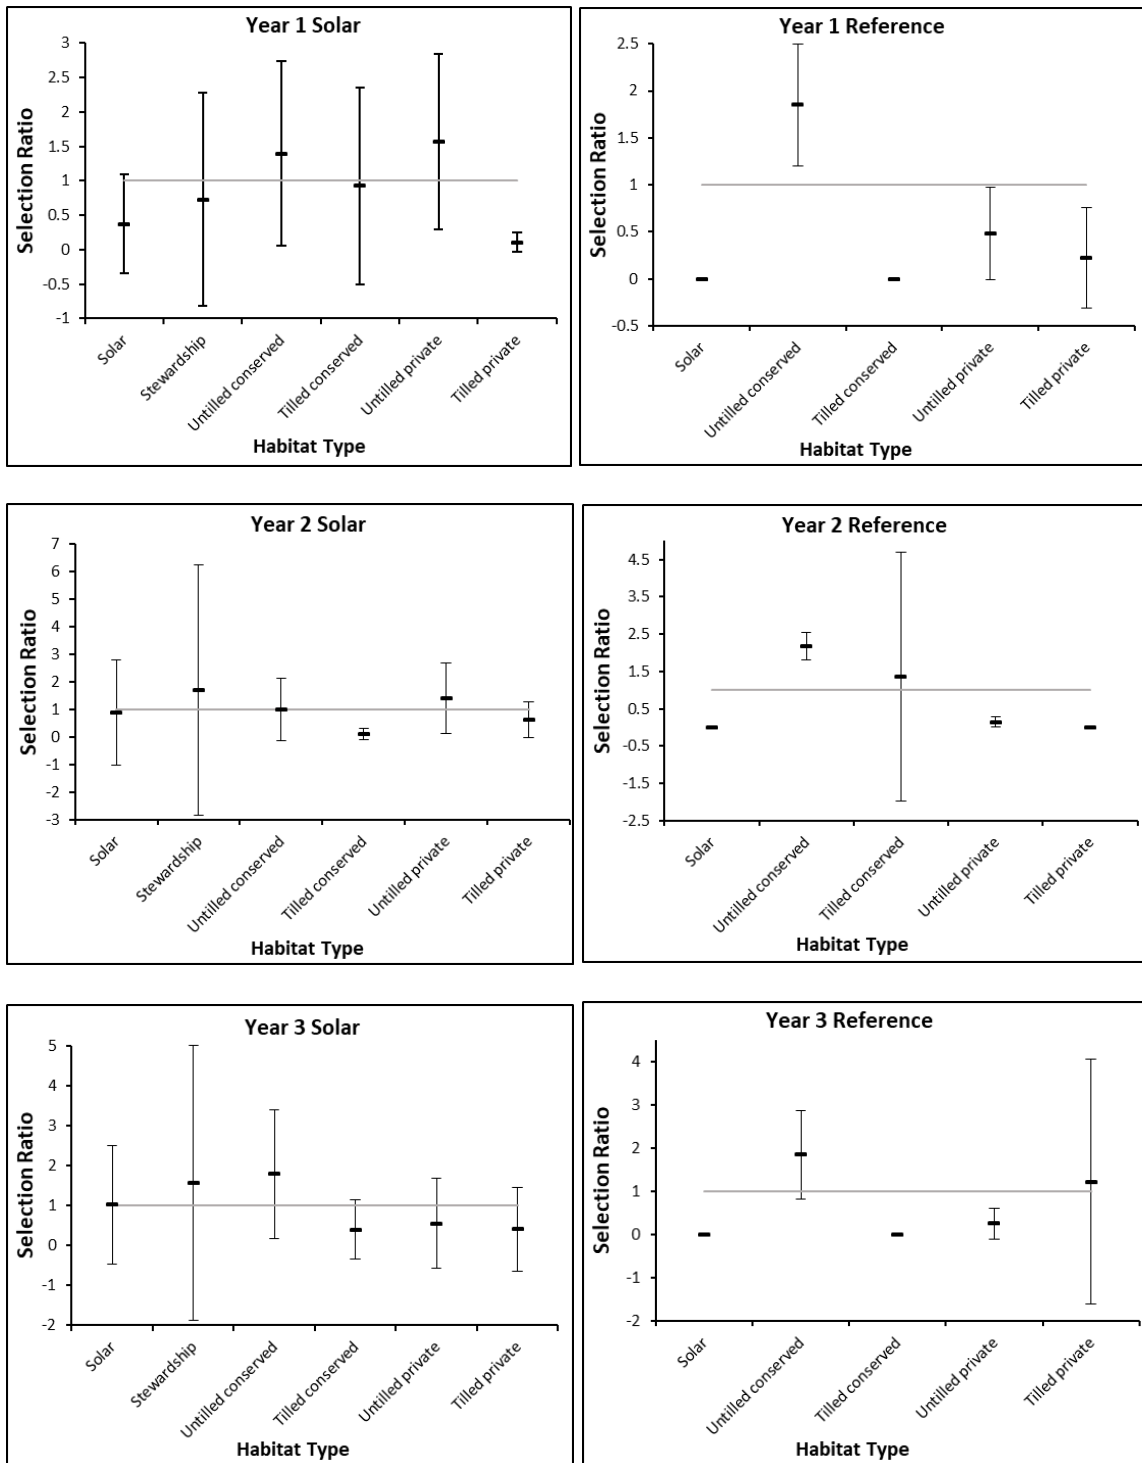 Year 1 Solar
Selection Ratio
3
2.5
2
1.5
1
0.5
0
-0.5
-1
Solar
Stewardship
Untilled conserved
Tilled conserved
Untilled private
Tilled private
Habitat Type
Year 1 Reference
Selection Ratio
2.5
2
1.5
1
0.5
0
-0.5
Solar
Untilled conserved
Tilled conserved
Untilled private
Tilled private
Habitat Type
Year 2 Solar
Selection Ratio
7
6
5
4
3
2
1
0
-1
-2
-3
Solar
Stewardship
Untilled conserved
Tilled conserved
Untilled private
Tilled private
Habitat Type
Year 2 Reference
Selection Ratio
4.5
3.5
2.5
1.5
0.5
-0.5
-1.5
-2.5
Solar
Untilled conserved
Tilled conserved
Untilled private
Tilled private
Habitat Type
Year 3 Solar
Selection Ratio
5
4
3
2
1
0
-1
-2
Solar
Stewardship
Untilled conserved
Tilled conserved
Untilled private
Tilled private
Habitat Type
Year 3 Reference
Selection Ratio
4
3
2
1
0
-1
-2
Solar
Untilled conserved
Tilled conserved
Untilled private
Tilled private
Habitat Type